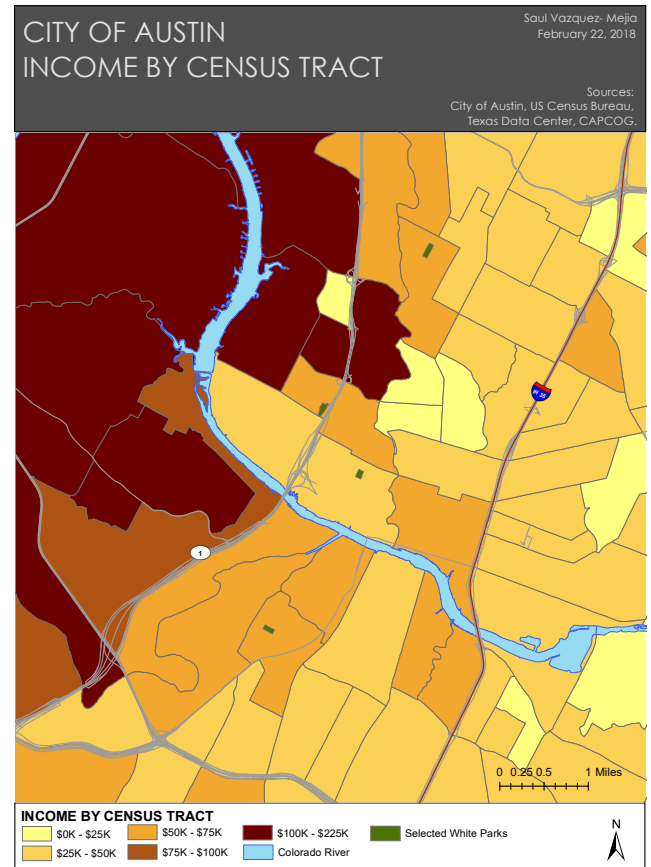 CITY OF AUSTIN
INCOME BY CENSUS TRACT
Saul Vazquez- Mejia
February 22, 2018
Sources:
City of Austin, US Census Bureau,
Texas Data Center, CAPCOG.
IH 35
1
0 0.25 0.5 1 Miles
INCOME BY CENSUS TRACT
$0K - $25K
$25K - $50K
$50K - $75K
$75K - $100K
$100K - $225K
Colorado River
Selected White Parks
N